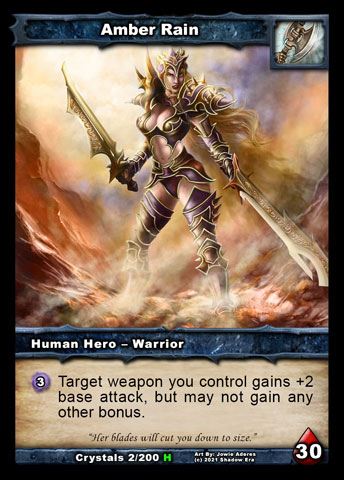 Amber Rain
Human Hero – Warrior
3 Target weapon you control gains +2
base attack, but may not gain any
other bonus.
"Her blades will cut you down to size."
Crystals 2/200 H
Art By: Jowie Aderes
(c) 2021 Shadow Era
30